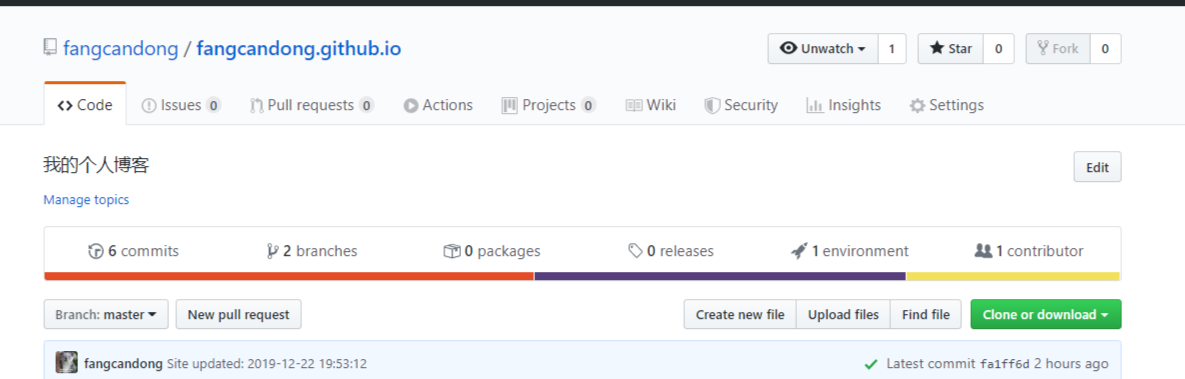 fangcandong / fangcandong.github.io
Unwatch 1 Star 0 Fork 0
Code Issues 0 Pull requests 0 Actions Projects 0 Wiki Security Insights Settings
我的个人博客 Edit
Manage topics
6 commits 2 branches 0 packages 0 releases 1 environment 1 contributor
Branch: master New pull request Create new file Upload files Find file Clone or download
fangcandong Site updated: 2019-12-22 19:53:12 Latest commit fa1ff6d 2 hours ago